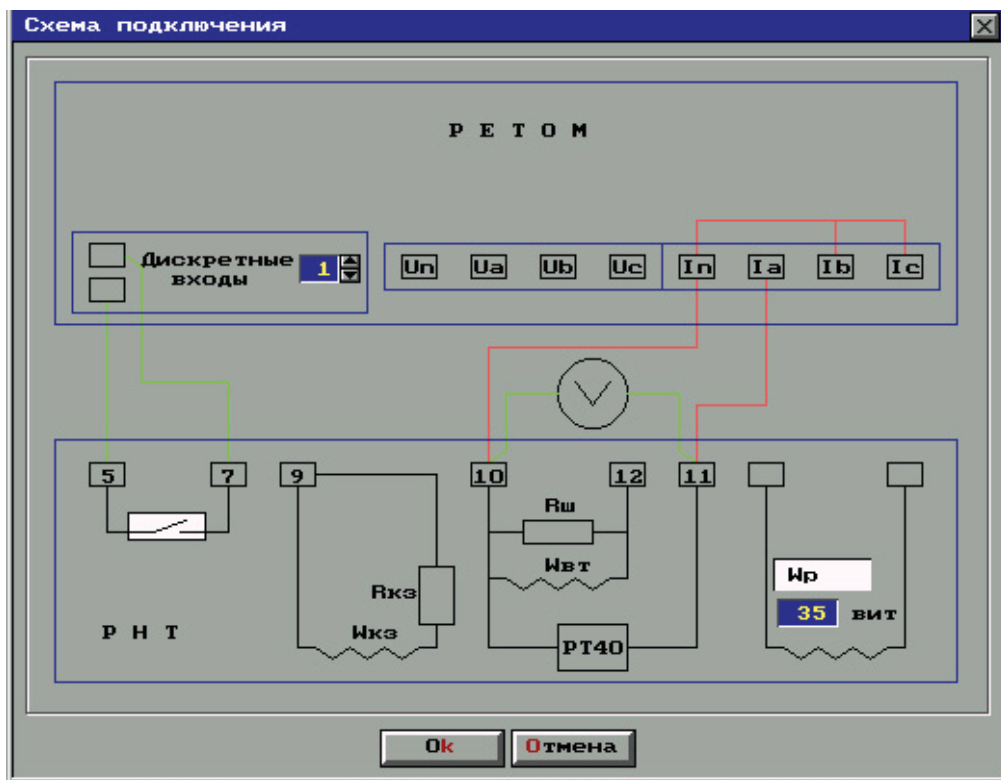 Схема подключения
Р Е Т О М
Дискретные входы 1
Un Ua Ub Uc In Ia Ib Ic
V
5 7 9 10 12 11
Rш
Wвт
Wр
Rкз
35 вит
Р Н Т
Wкз
РТ40
Ok Отмена